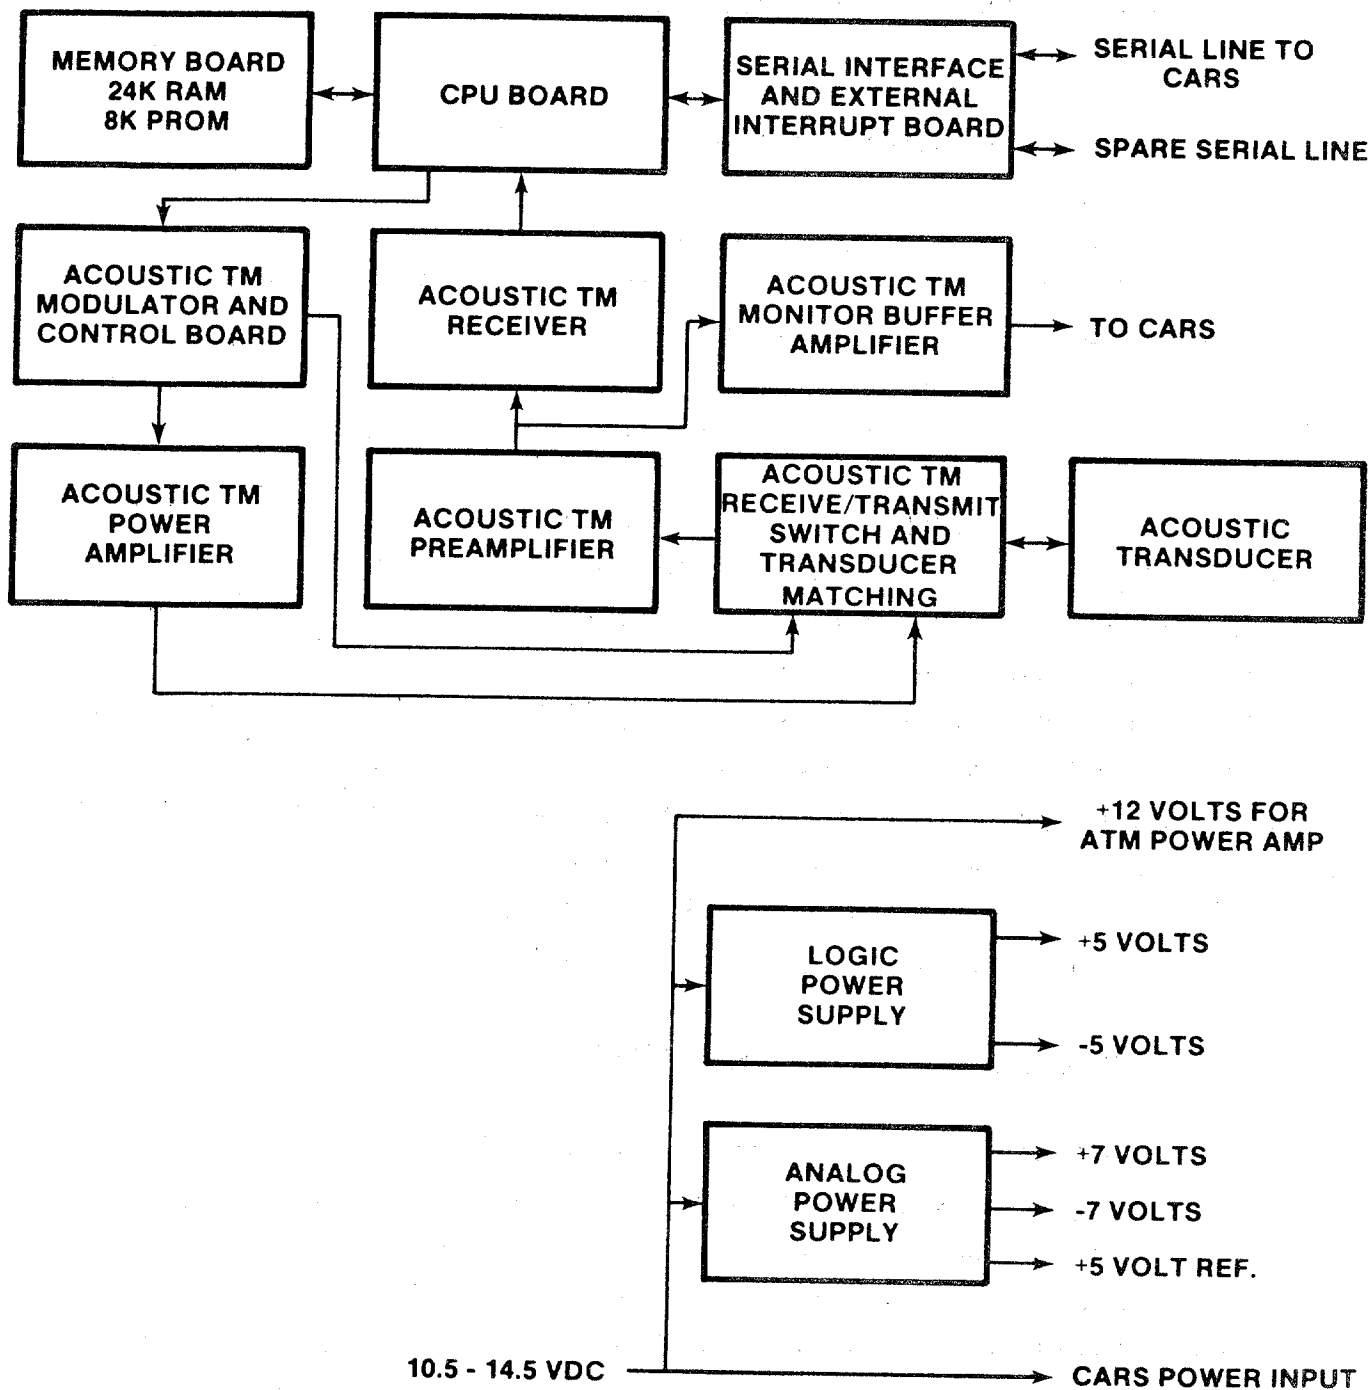 MEMORY BOARD
24K RAM
8K PROM
CPU BOARD
SERIAL INTERFACE
AND EXTERNAL
INTERRUPT BOARD
SERIAL LINE TO
CARS
SPARE SERIAL LINE
ACOUSTIC TM
MODULATOR AND
CONTROL BOARD
ACOUSTIC TM
RECEIVER
ACOUSTIC TM
MONITOR BUFFER
AMPLIFIER
TO CARS
ACOUSTIC TM
POWER
AMPLIFIER
ACOUSTIC TM
PREAMPLIFIER
ACOUSTIC TM
RECEIVE/TRANSMIT
SWITCH AND
TRANSDUCER
MATCHING
ACOUSTIC
TRANSDUCER
+12 VOLTS FOR
ATM POWER AMP
LOGIC
POWER
SUPPLY
+5 VOLTS
-5 VOLTS
ANALOG
POWER
SUPPLY
+7 VOLTS
-7 VOLTS
+5 VOLT REF.
10.5 - 14.5 VDC
CARS POWER INPUT